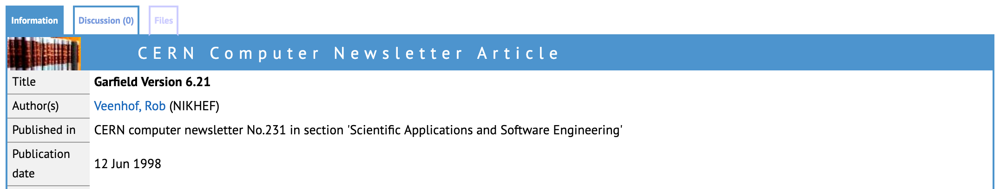 Information Discussion (0) Files
CERN Computer Newsletter Article
Title Garfield Version 6.21
Author(s) Veenhof, Rob (NIKHEF)
Published in CERN computer newsletter No.231 in section 'Scientific Applications and Software Engineering'
Publication
date 12 Jun 1998